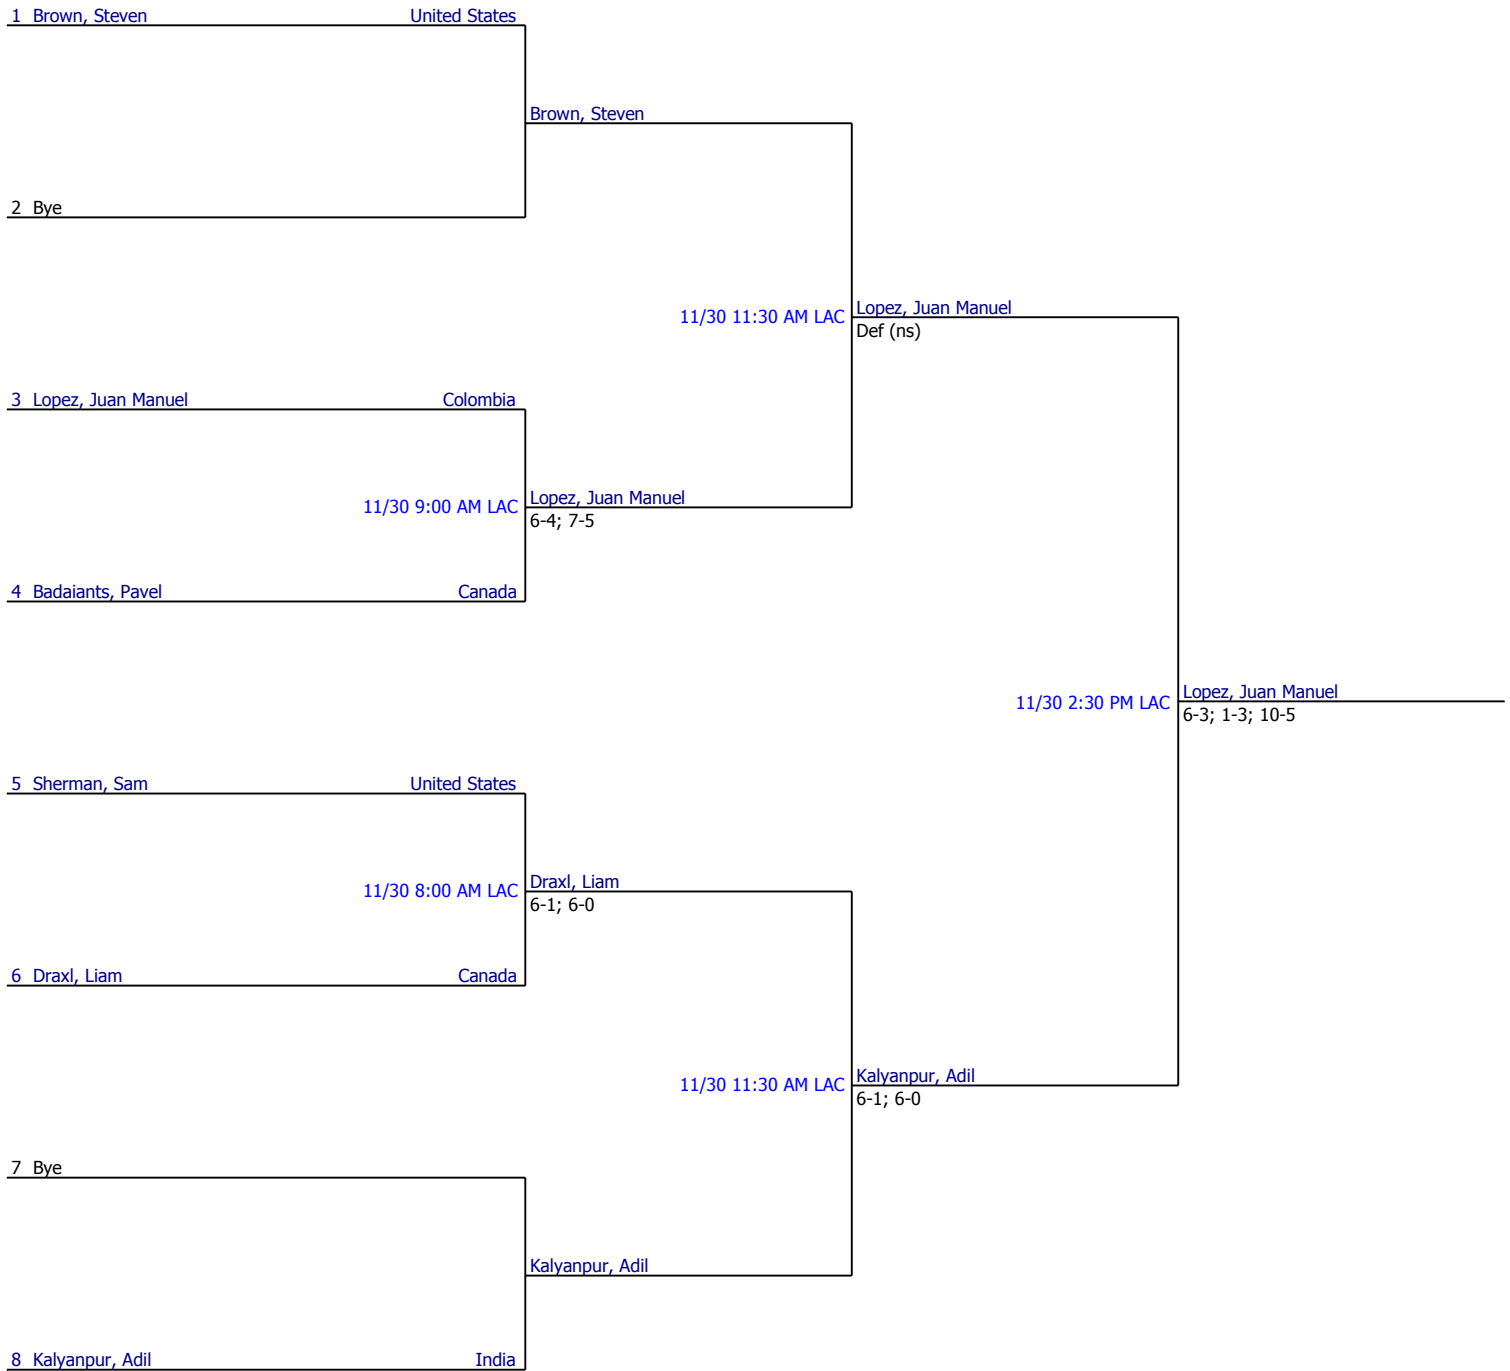 1 Brown, Steven United States
Brown, Steven
2 Bye
11/30 11:30 AM LAC Lopez, Juan Manuel
Def (ns)
3 Lopez, Juan Manuel Colombia
11/30 9:00 AM LAC Lopez, Juan Manuel
6-4; 7-5
4 Badaiants, Pavel Canada
11/30 2:30 PM LAC Lopez, Juan Manuel
6-3; 1-3; 10-5
5 Sherman, Sam United States
11/30 8:00 AM LAC Draxl, Liam
6-1; 6-0
6 Draxl, Liam Canada
11/30 11:30 AM LAC Kalyanpur, Adil
6-1; 6-0
7 Bye
Kalyanpur, Adil
8 Kalyanpur, Adil India